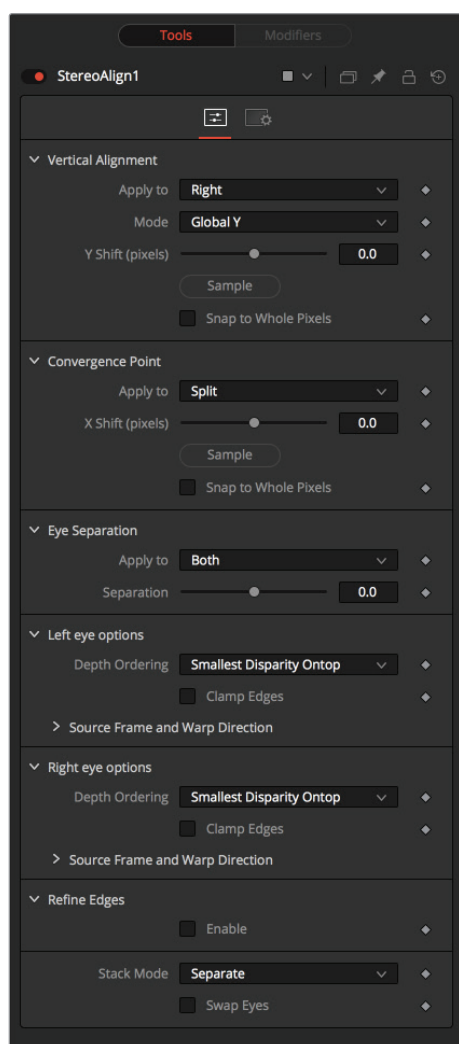 Tools Modifiers
StereoAlign1
Vertical Alignment
Apply to Right
Mode Global Y
Y Shift (pixels) 0.0
Sample
Snap to Whole Pixels
Convergence Point
Apply to Split
X Shift (pixels) 0.0
Sample
Snap to Whole Pixels
Eye Separation
Apply to Both
Separation 0.0
Left eye options
Depth Ordering Smallest Disparity Ontop
Clamp Edges
Source Frame and Warp Direction
Right eye options
Depth Ordering Smallest Disparity Ontop
Clamp Edges
Source Frame and Warp Direction
Refine Edges
Enable
Stack Mode Separate
Swap Eyes